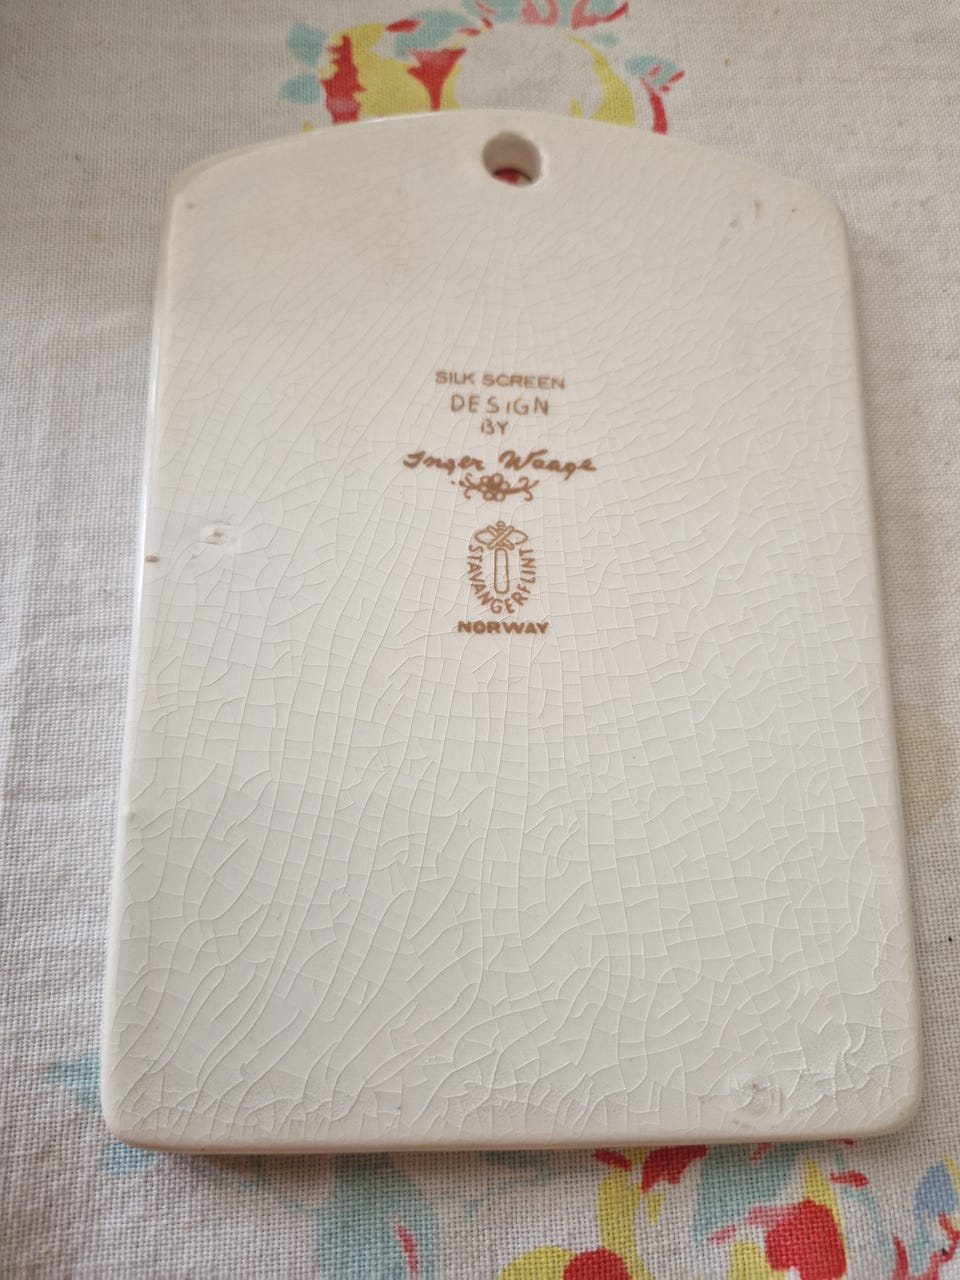 SILK SCREEN
DESIGN
BY
Inger Waage
STAVANGERFLINT
NORWAY